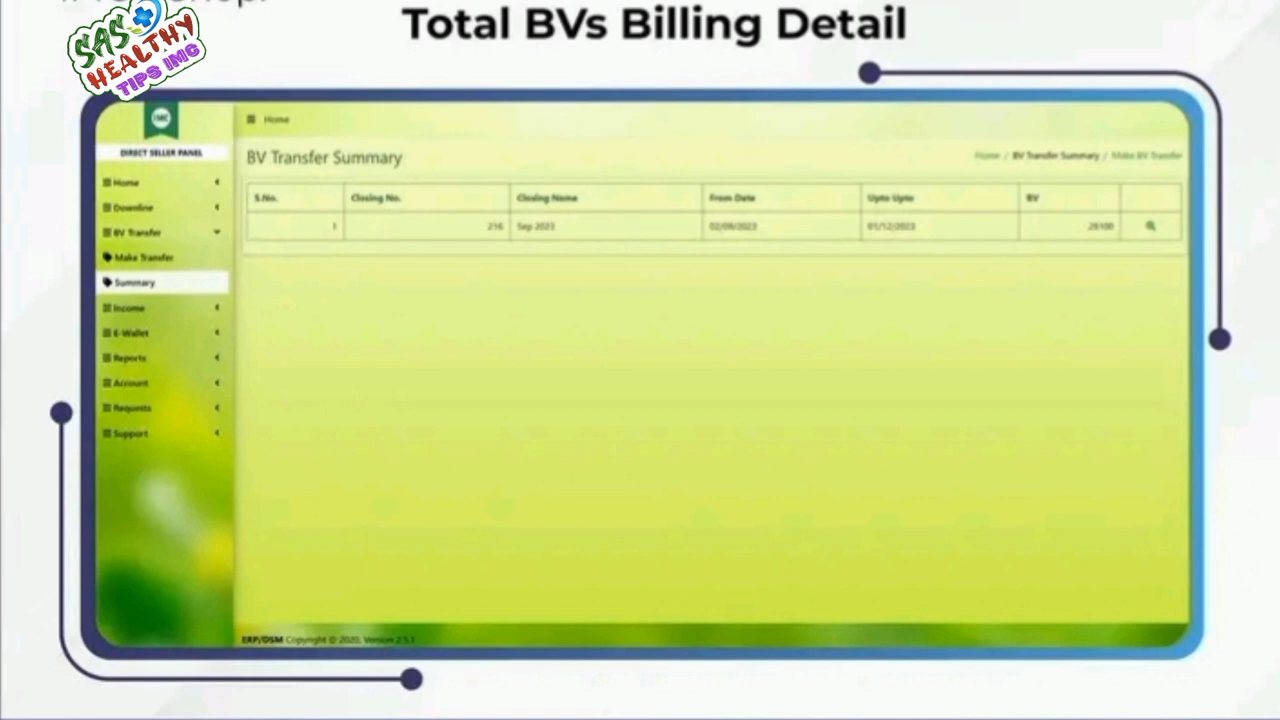 Total BVs Billing Detail
SAS
HEALTHY
TIPS IMC
IMC
DIRECT SELLER PANEL
Home
BV Transfer Summary
Home / BV Transfer Summary / Make BV Transfer
Home
Downline
BV Transfer
Make Transfer
Summary
Income
E-Wallet
Reports
Account
Requests
Support
S.No. Closing No. Closing Name From Date Upto Upto BV
1 216 Sep 2023 02/09/2023 01/12/2023 28100
ERP/DSM Copyright © 2020, Version 2.5.1